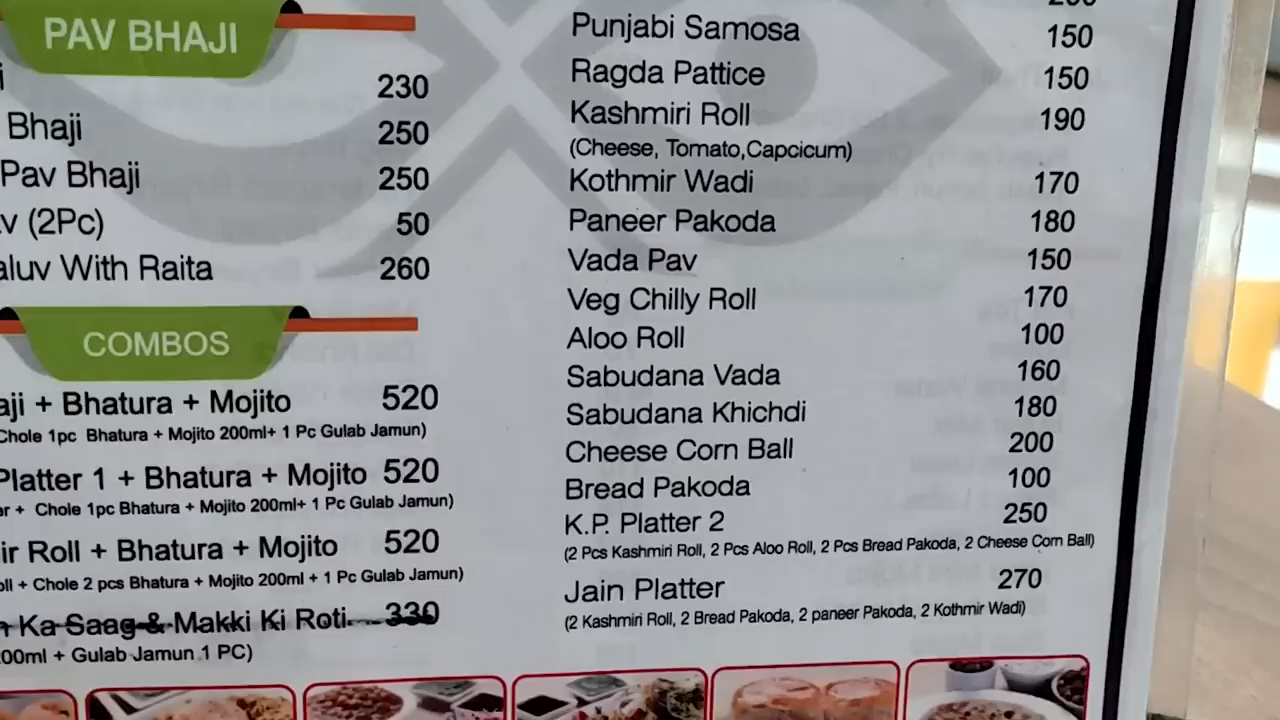 PAV BHAJI
230
Bhaji 250
Pav Bhaji 250
(2Pc) 50
With Raita 260
COMBOS
+ Bhatura + Mojito 520
Chole 1pc Bhatura + Mojito 200ml+ 1 Pc Gulab Jamun)
Platter 1 + Bhatura + Mojito 520
+ Chole 1pc Bhatura + Mojito 200ml+ 1 Pc Gulab Jamun)
Roll + Bhatura + Mojito 520
+ Chole 2 pcs Bhatura + Mojito 200ml + 1 Pc Gulab Jamun)
Ka Saag & Makki Ki Roti 330
+ Gulab Jamun 1 PC)
Punjabi Samosa 150
Ragda Pattice 150
Kashmiri Roll 190
(Cheese, Tomato,Capcicum)
Kothmir Wadi 170
Paneer Pakoda 180
Vada Pav 150
Veg Chilly Roll 170
Aloo Roll 100
Sabudana Vada 160
Sabudana Khichdi 180
Cheese Corn Ball 200
Bread Pakoda 100
K.P. Platter 2 250
(2 Pcs Kashmiri Roll, 2 Pcs Aloo Roll, 2 Pcs Bread Pakoda, 2 Cheese Corn Ball)
Jain Platter 270
(2 Kashmiri Roll, 2 Bread Pakoda, 2 paneer Pakoda, 2 Kothmir Wadi)